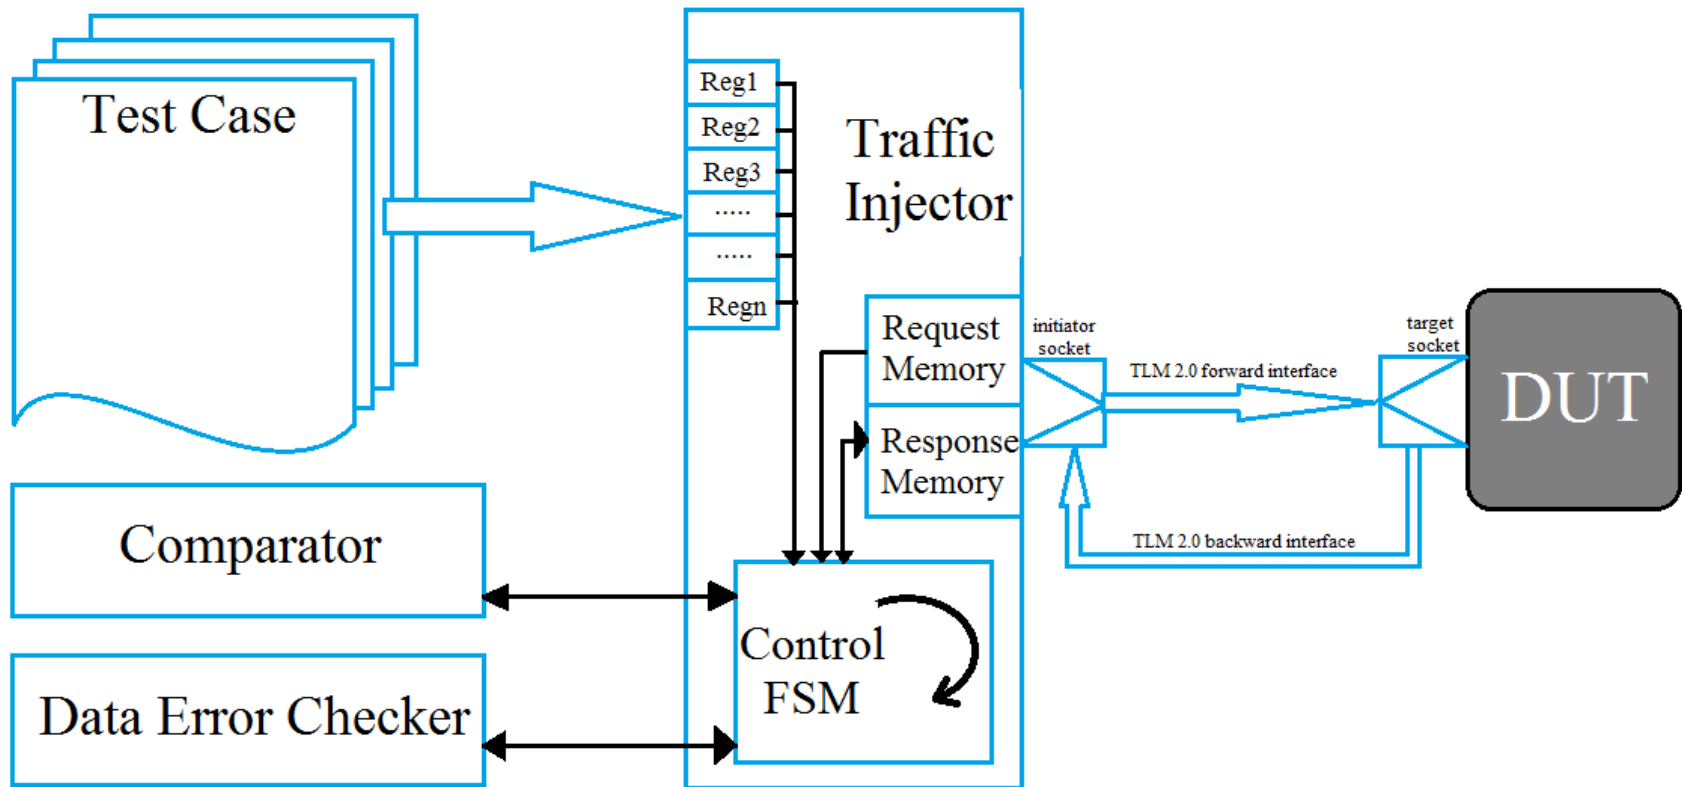 Test Case
Reg1
Reg2
Reg3
.....
.....
Regn
Traffic
Injector
Request
Memory
Response
Memory
initiator
socket
TLM 2.0 forward interface
target
socket
DUT
TLM 2.0 backward interface
Comparator
Control
FSM
Data Error Checker